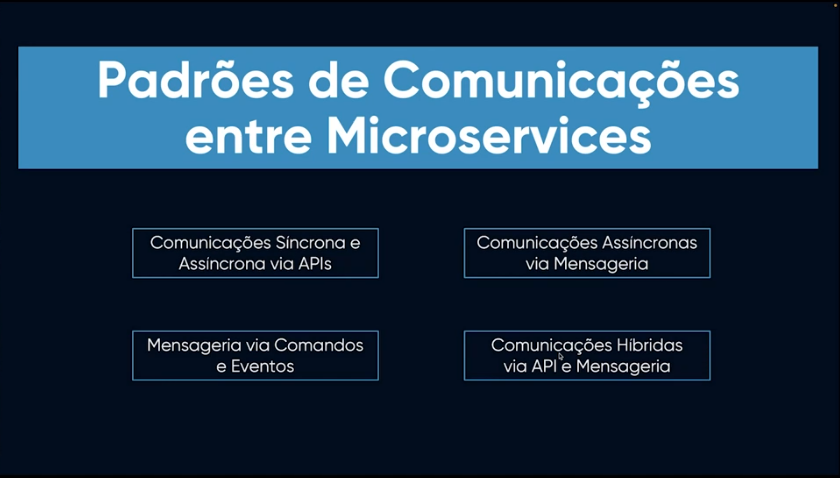 Padrões de Comunicações
entre Microservices
Comunicações Síncrona e
Assíncrona via APIs
Comunicações Assíncronas
via Mensageria
Mensageria via Comandos
e Eventos
Comunicações Híbridas
via API e Mensageria